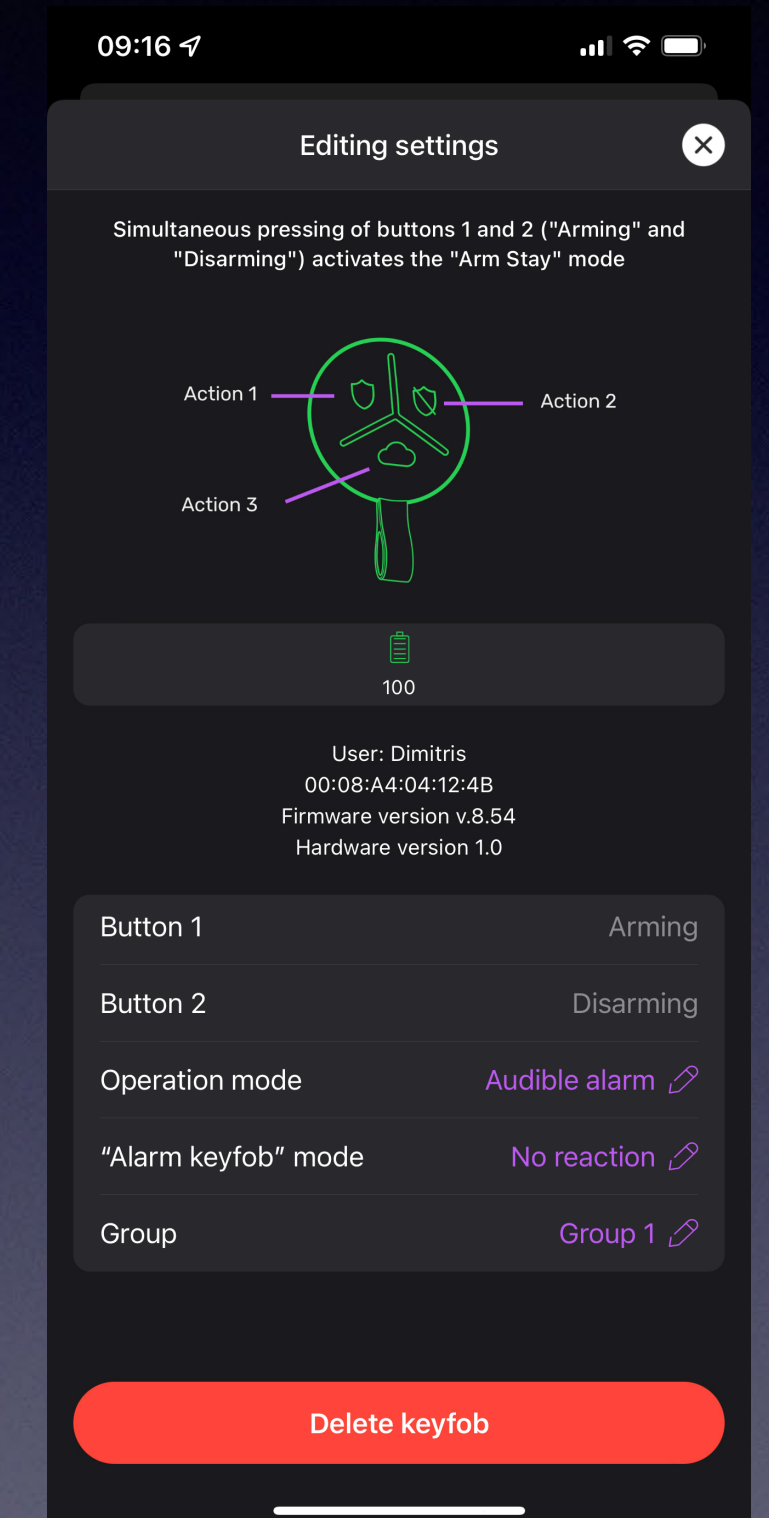 09:16
Editing settings
Simultaneous pressing of buttons 1 and 2 ("Arming" and
"Disarming") activates the "Arm Stay" mode
Action 1
Action 2
Action 3
100
User: Dimitris
00:08:A4:04:12:4B
Firmware version v.8.54
Hardware version 1.0
Button 1 Arming
Button 2 Disarming
Operation mode Audible alarm
“Alarm keyfob” mode No reaction
Group Group 1
Delete keyfob